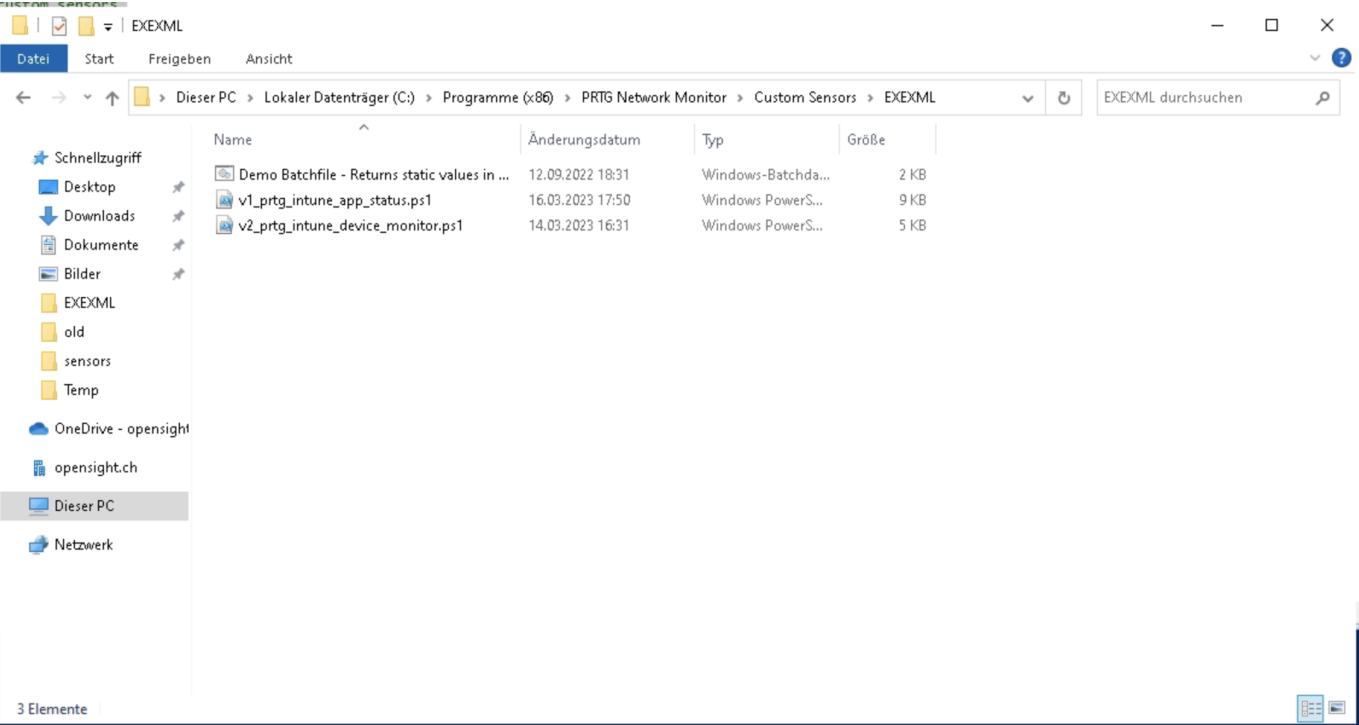 custom sensors
EXEXML
Datei Start Freigeben Ansicht
Dieser PC > Lokaler Datenträger (C:) > Programme (x86) > PRTG Network Monitor > Custom Sensors > EXEXML
EXEXML durchsuchen
Name Änderungsdatum Typ Größe
Demo Batchfile - Returns static values in ... 12.09.2022 18:31 Windows-Batchda... 2 KB
v1_prtg_intune_app_status.ps1 16.03.2023 17:50 Windows PowerS... 9 KB
v2_prtg_intune_device_monitor.ps1 14.03.2023 16:31 Windows PowerS... 5 KB
Schnellzugriff
Desktop
Downloads
Dokumente
Bilder
EXEXML
old
sensors
Temp
OneDrive - opensight
opensight.ch
Dieser PC
Netzwerk
3 Elemente